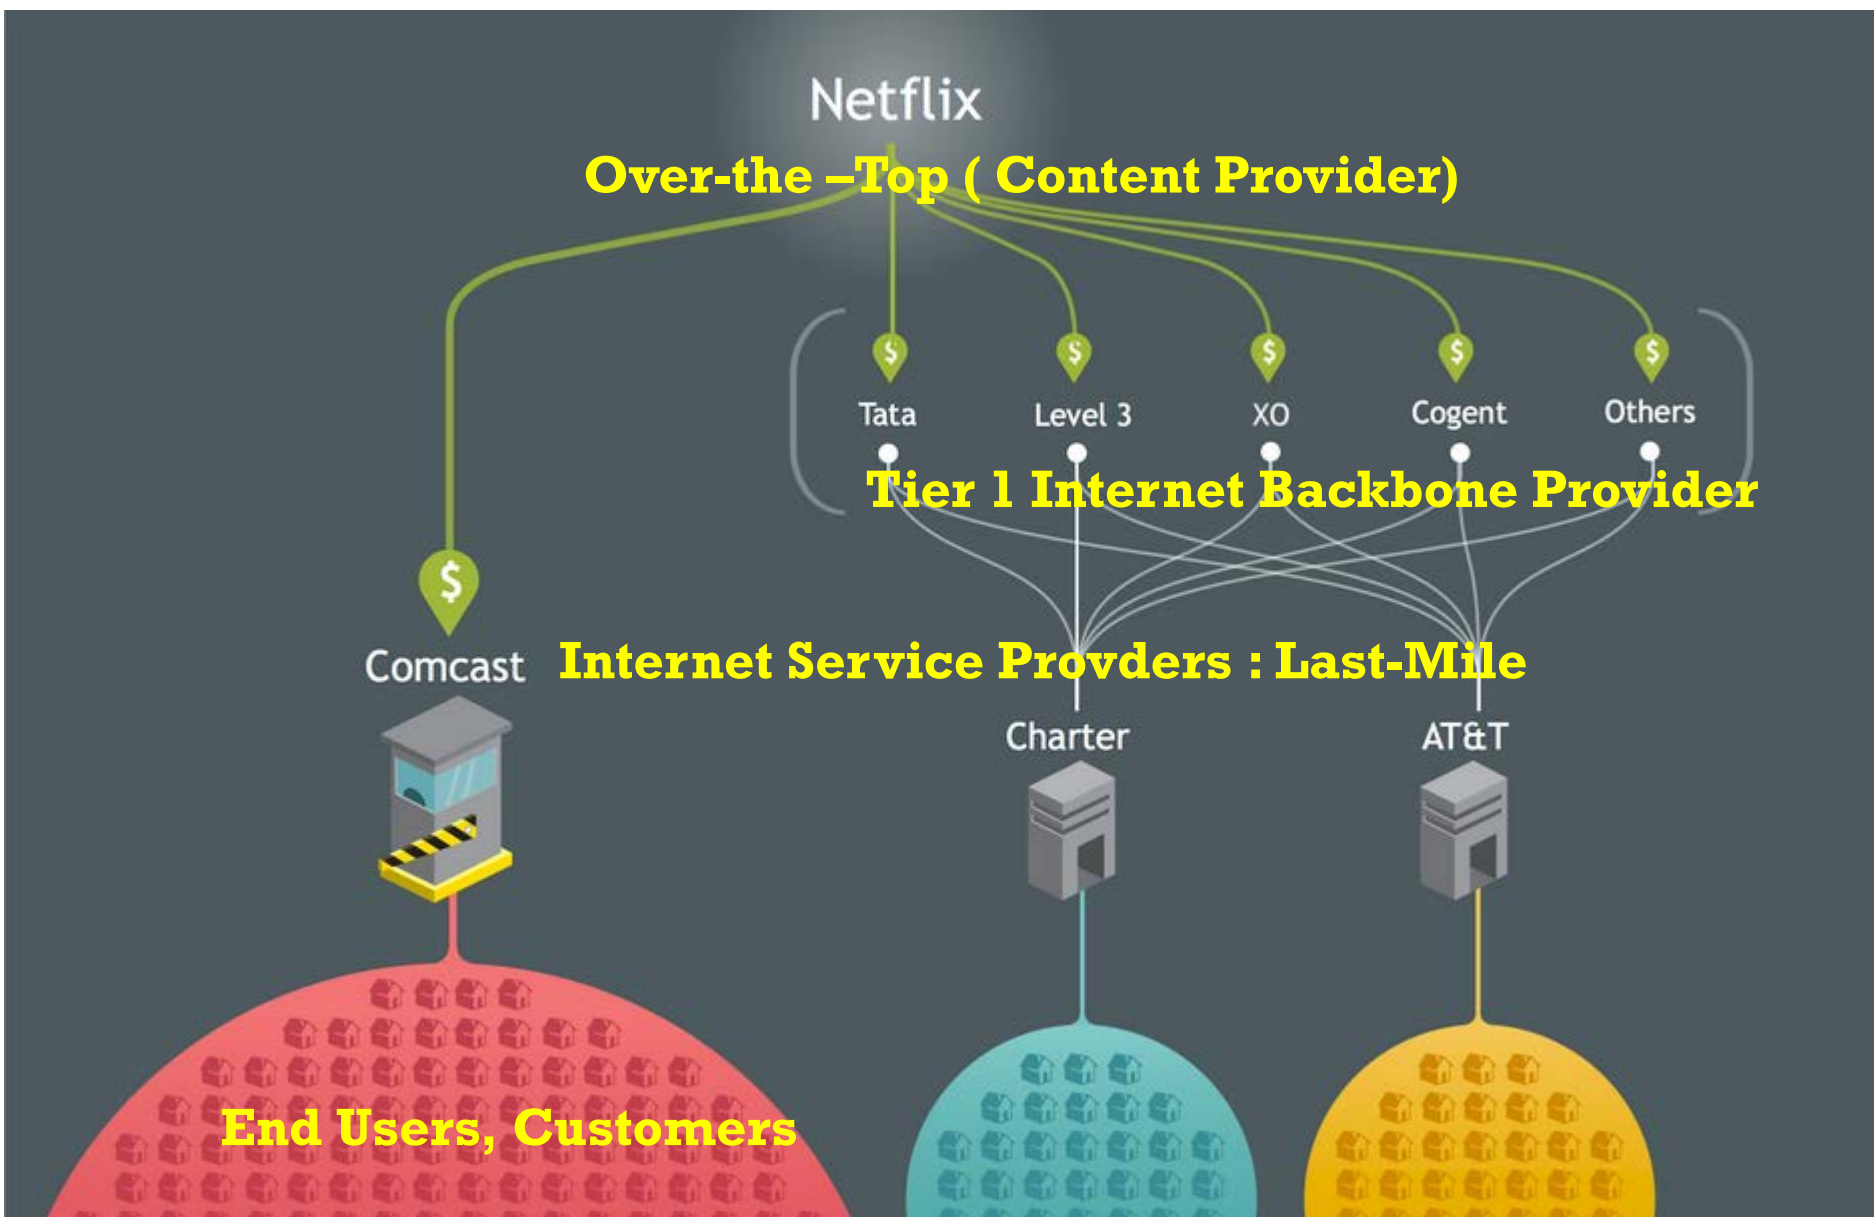 Netflix
Over-the –Top ( Content Provider)
$ $ $ $ $
Tata Level 3 XO Cogent Others
Tier 1 Internet Backbone Provider
$
Comcast Internet Service Provders : Last-Mile
Charter AT&T
End Users, Customers